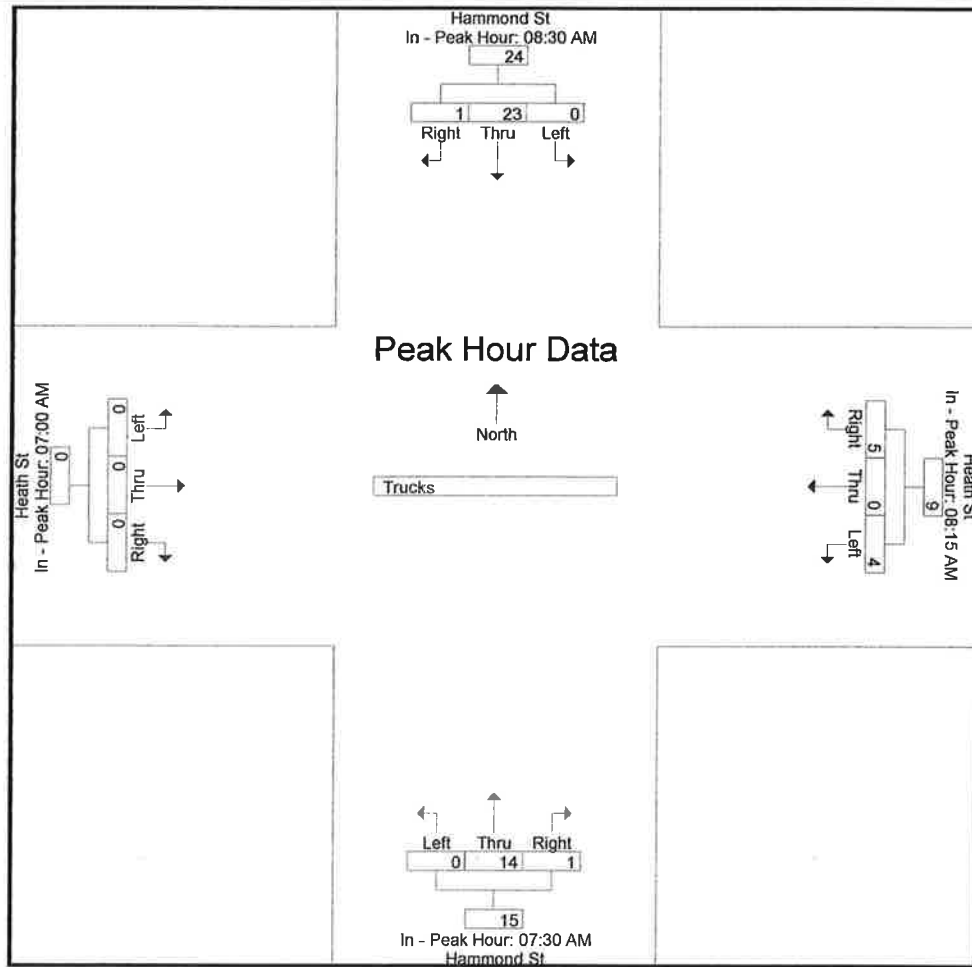 Hammond St
In - Peak Hour: 08:30 AM
24
1 23 0
Right Thru Left
Peak Hour Data
North
Trucks
Heath St
In - Peak Hour: 07:00 AM
0
0 0 0
Left Thru Right
Heath St
In - Peak Hour: 08:15 AM
9
5 0 4
Right Thru Left
Left Thru Right
0 14 1
15
In - Peak Hour: 07:30 AM
Hammond St